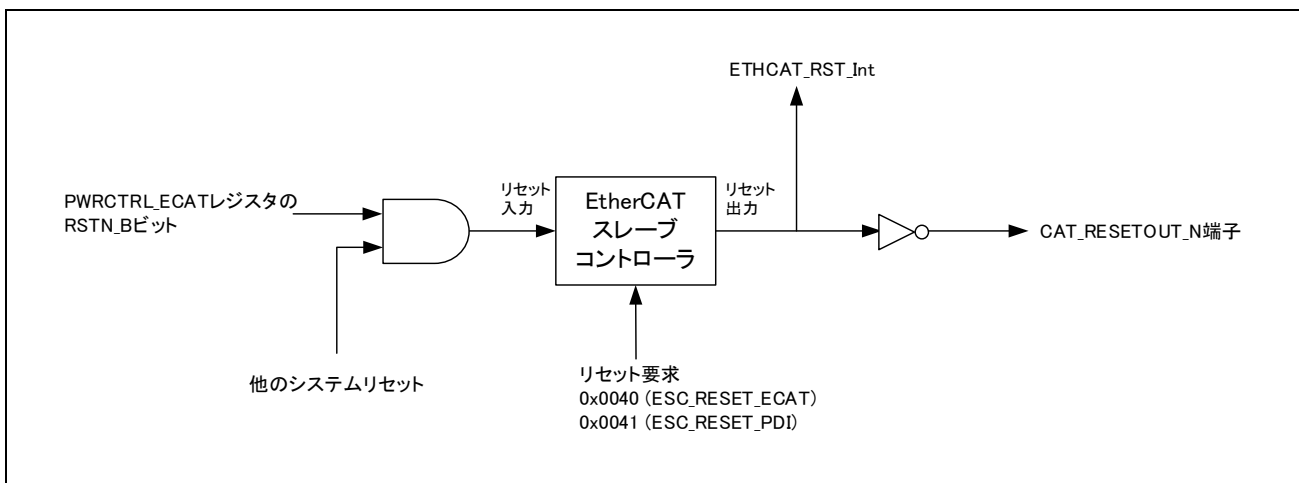 ETHCAT_RST_Int
PWRCTRL_ECATレジスタの
RSTN_Bビット
リセット
入力
EtherCAT
スレーブ
コントローラ
リセット
出力
CAT_RESETOUT_N端子
他のシステムリセット
リセット要求
0x0040 (ESC_RESET_ECAT)
0x0041 (ESC_RESET_PDI)